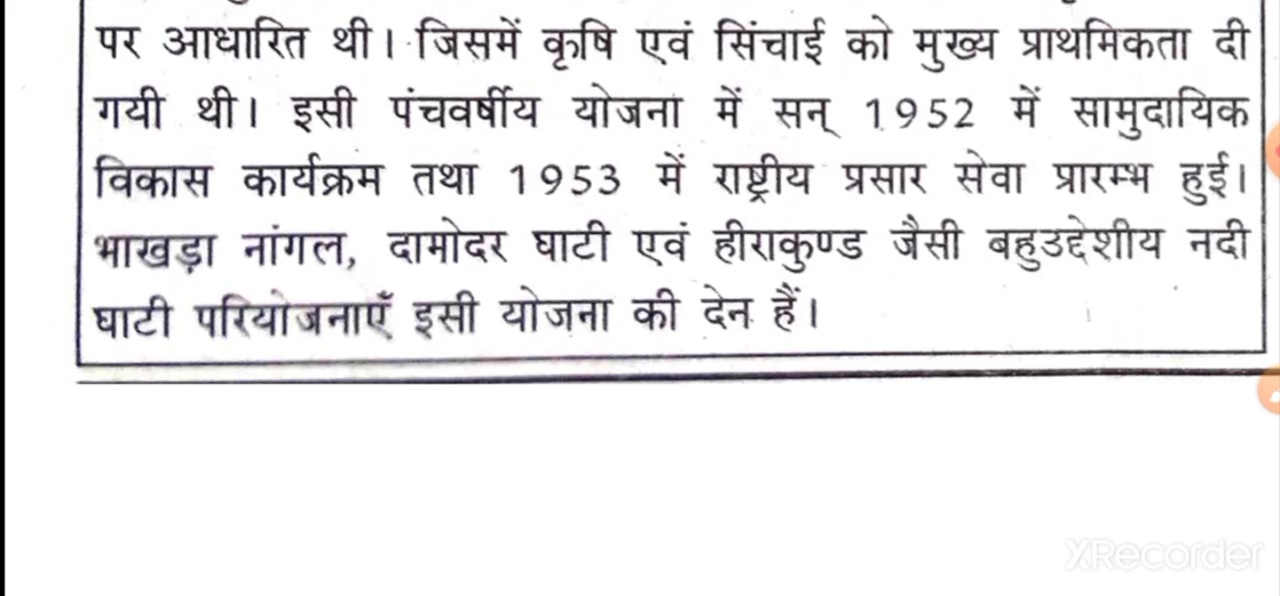 पर आधारित थी। जिसमें कृषि एवं सिंचाई को मुख्य प्राथमिकता दी
गयी थी। इसी पंचवर्षीय योजना में सन् 1952 में सामुदायिक
विकास कार्यक्रम तथा 1953 में राष्ट्रीय प्रसार सेवा प्रारम्भ हुई।
भाखड़ा नांगल, दामोदर घाटी एवं हीराकुण्ड जैसी बहुउद्देशीय नदी
घाटी परियोजनाएँ इसी योजना की देन हैं।
XRecorder